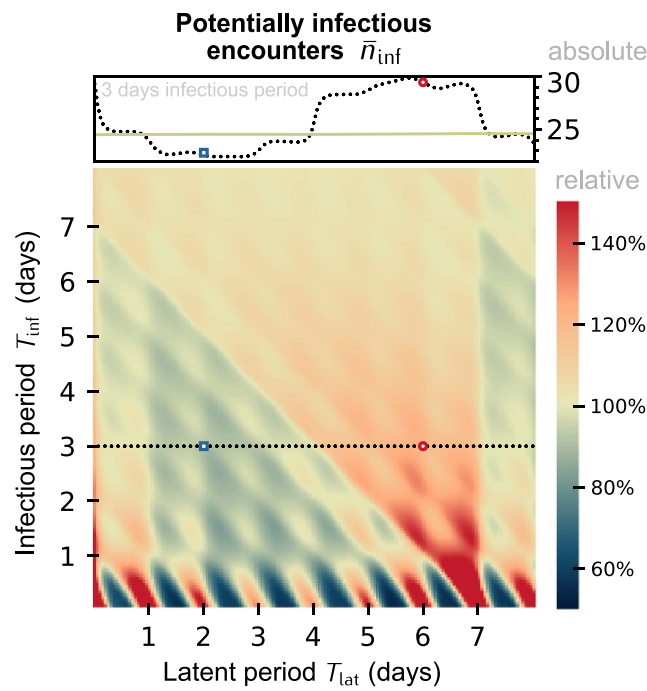 Potentially infectious
encounters n̄inf
absolute
3 days infectious period
30
25
relative
140%
120%
100%
80%
60%
7
6
5
4
3
2
1
Infectious period Tinf (days)
1 2 3 4 5 6 7
Latent period Tlat (days)